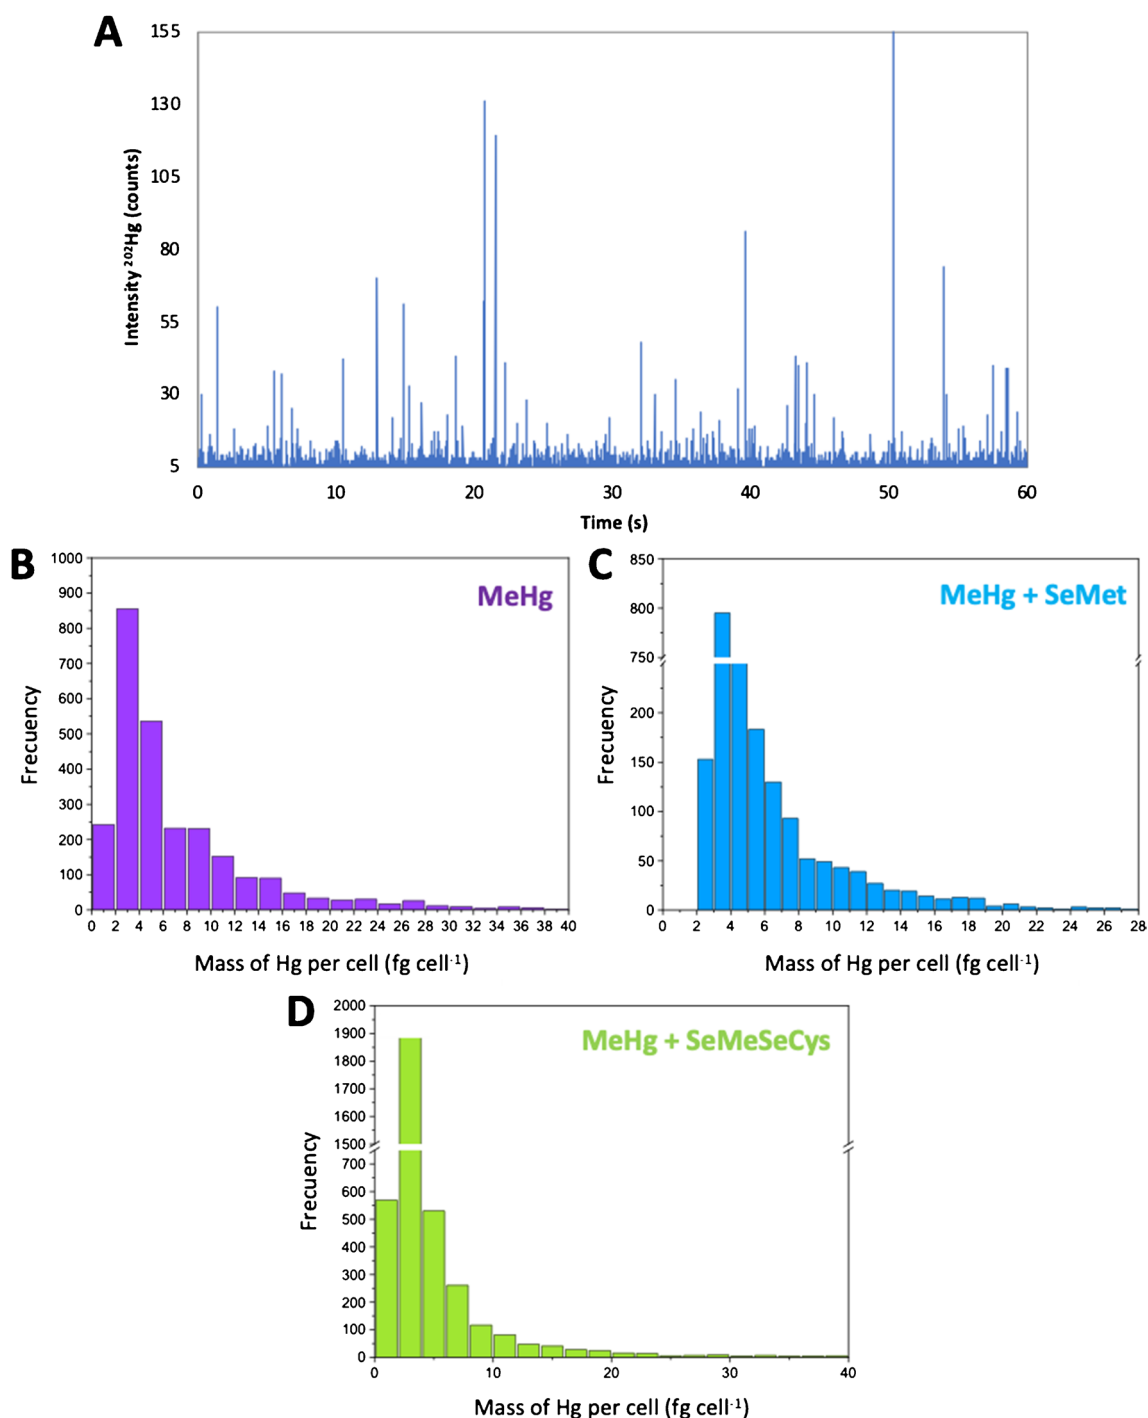 A
155
130
105
80
55
30
5
Intensity ²⁰²Hg (counts)
0 10 20 30 40 50 60
Time (s)
B
MeHg
1000
900
800
700
600
500
400
300
200
100
0
Frecuency
0 2 4 6 8 10 12 14 16 18 20 22 24 26 28 30 32 34 36 38 40
Mass of Hg per cell (fg cell⁻¹)
C
MeHg + SeMet
850
800
750
200
150
100
50
0
Frecuency
0 2 4 6 8 10 12 14 16 18 20 22 24 26 28
Mass of Hg per cell (fg cell⁻¹)
D
MeHg + SeMeSeCys
2000
1900
1800
1700
1600
1500
700
600
500
400
300
200
100
0
Frecuency
0 10 20 30 40
Mass of Hg per cell (fg cell⁻¹)